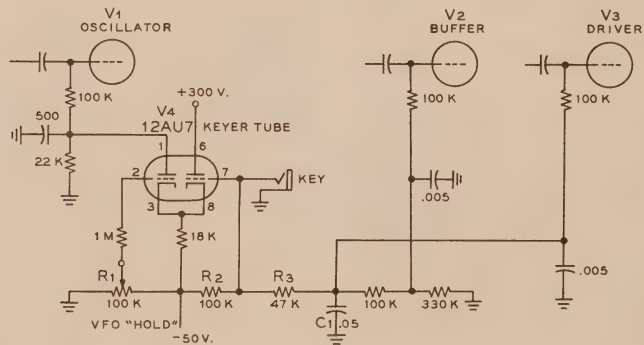 V1
OSCILLATOR
V2
BUFFER
V3
DRIVER
100 K
+300 V.
100 K
100 K
V4
12AU7 KEYER TUBE
500
1
6
22 K
2
7
KEY
.005
3
8
1 M
18 K
.005
R1
R2
R3
100 K
100 K
47 K
C1 .05
100 K
330 K
VFO "HOLD"
-50V.